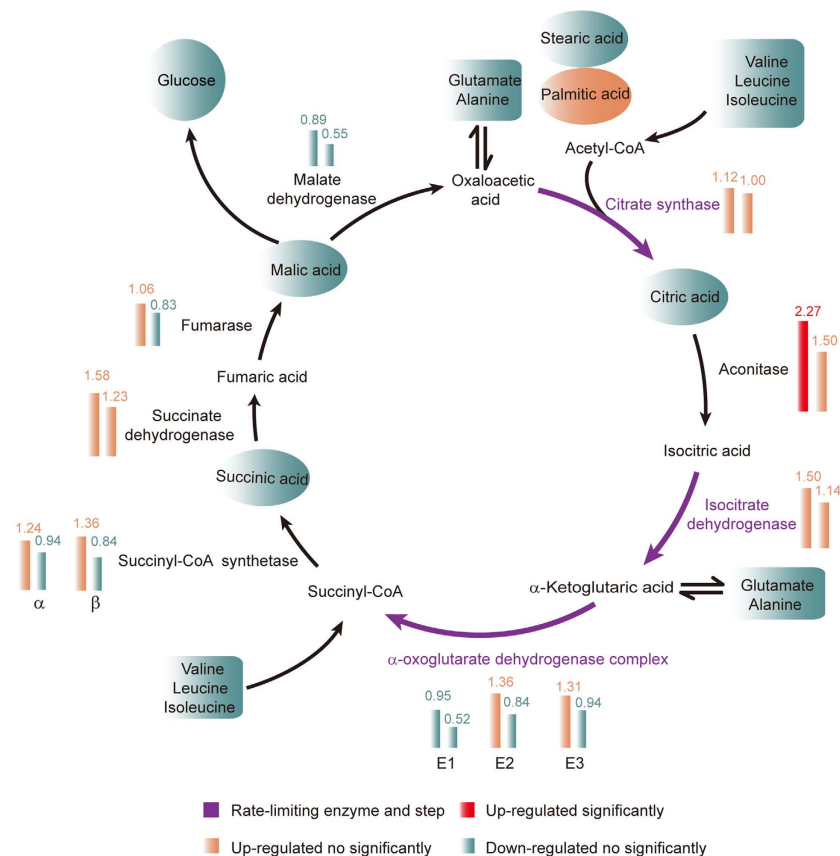 Stearic acid
Palmitic acid
Glutamate
Alanine
Valine
Leucine
Isoleucine
Glucose
0.89
0.55
Malate
dehydrogenase
Acetyl-CoA
Oxaloacetic
acid
Citrate synthase
1.12
1.00
Malic acid
Citric acid
1.06
0.83
Fumarase
2.27
1.50
Aconitase
Fumaric acid
1.58
1.23
Succinate
dehydrogenase
Isocitric acid
Succinic acid
1.50
1.14
Isocitrate
dehydrogenase
1.24
0.94
1.36
0.84
Succinyl-CoA synthetase
α
β
Succinyl-CoA
α-Ketoglutaric acid
Glutamate
Alanine
Valine
Leucine
Isoleucine
α-oxoglutarate dehydrogenase complex
0.95
0.52
1.36
0.84
1.31
0.94
E1
E2
E3
Rate-limiting enzyme and step
Up-regulated significantly
Up-regulated no significantly
Down-regulated no significantly